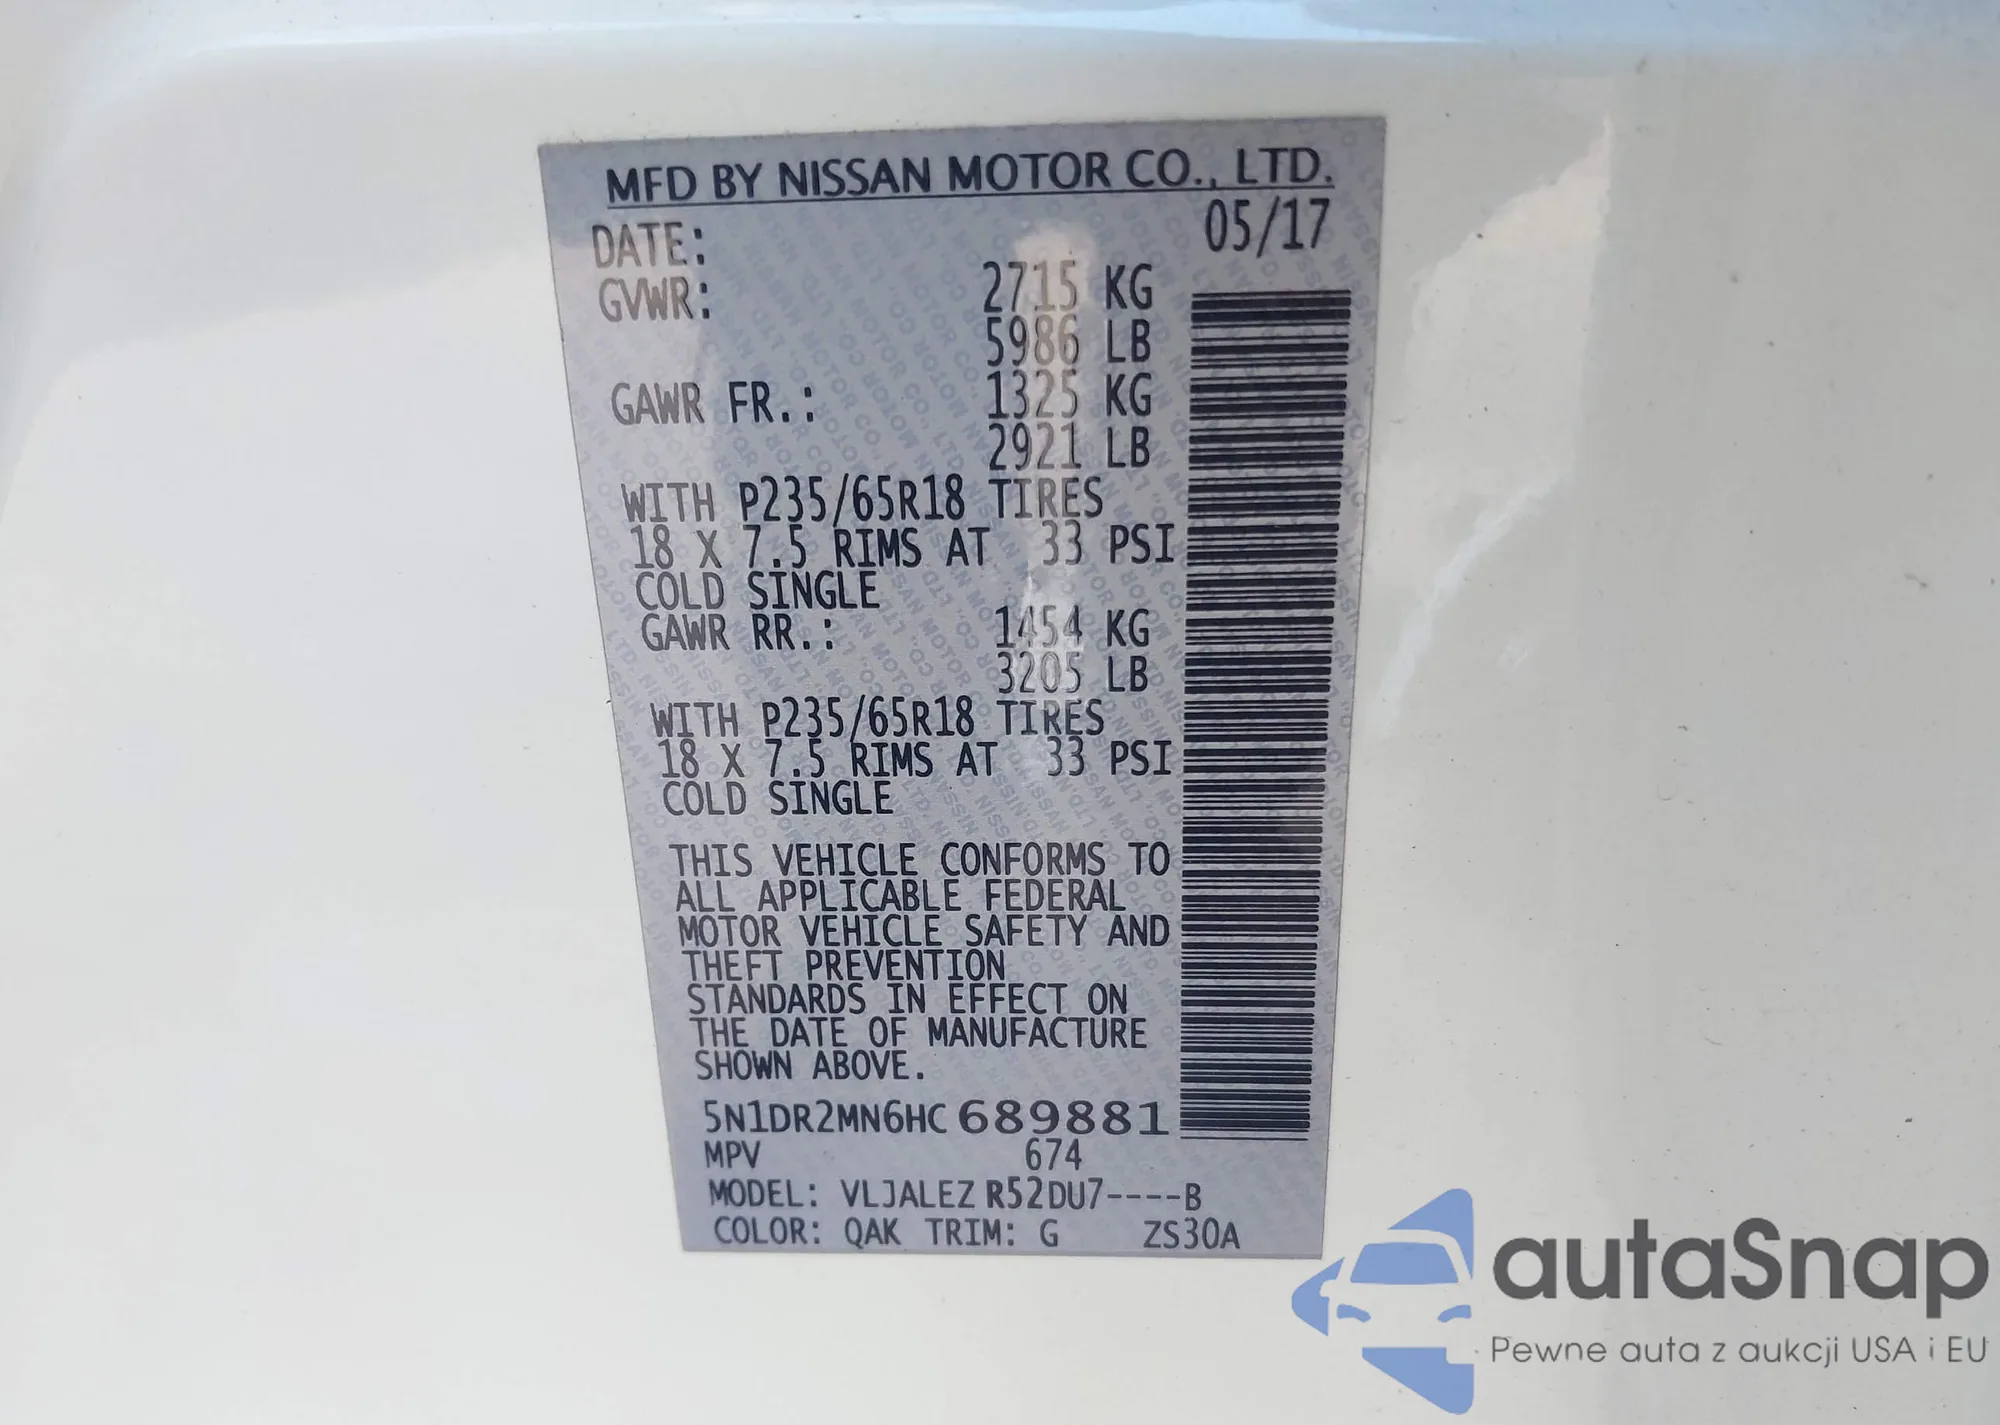 MFD BY NISSAN MOTOR CO., LTD.
DATE: 05/17
GVWR: 2715 KG
5986 LB
GAWR FR.: 1325 KG
2921 LB
WITH P235/65R18 TIRES
18 X 7.5 RIMS AT 33 PSI
COLD SINGLE
GAWR RR.: 1454 KG
3205 LB
WITH P235/65R18 TIRES
18 X 7.5 RIMS AT 33 PSI
COLD SINGLE
THIS VEHICLE CONFORMS TO
ALL APPLICABLE FEDERAL
MOTOR VEHICLE SAFETY AND
THEFT PREVENTION
STANDARDS IN EFFECT ON
THE DATE OF MANUFACTURE
SHOWN ABOVE.
5N1DR2MN6HC689881
MPV 674
MODEL: VLJALEZ R52DU7----B
COLOR: QAK TRIM: G ZS30A
autaSnap
Pewne auta z aukcji USA i EU